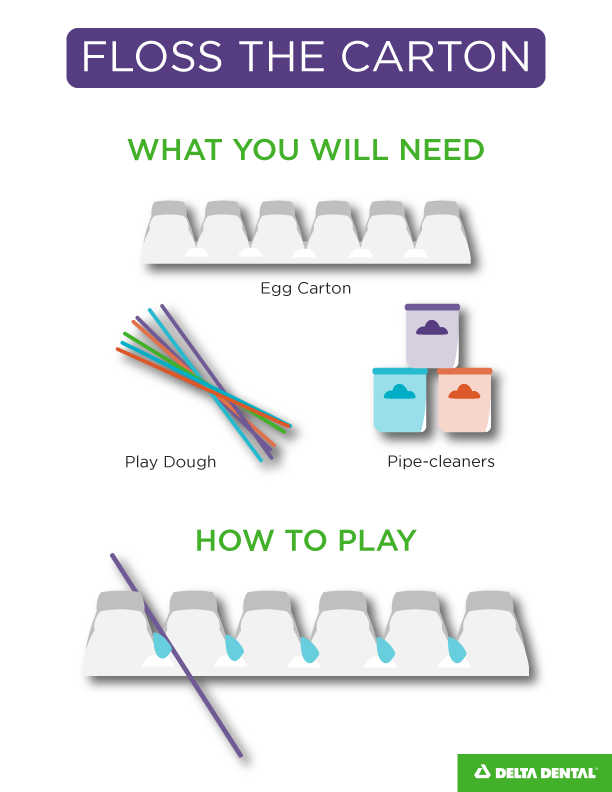 FLOSS THE CARTON
WHAT YOU WILL NEED
Egg Carton
Play Dough
Pipe-cleaners
HOW TO PLAY
DELTA DENTAL